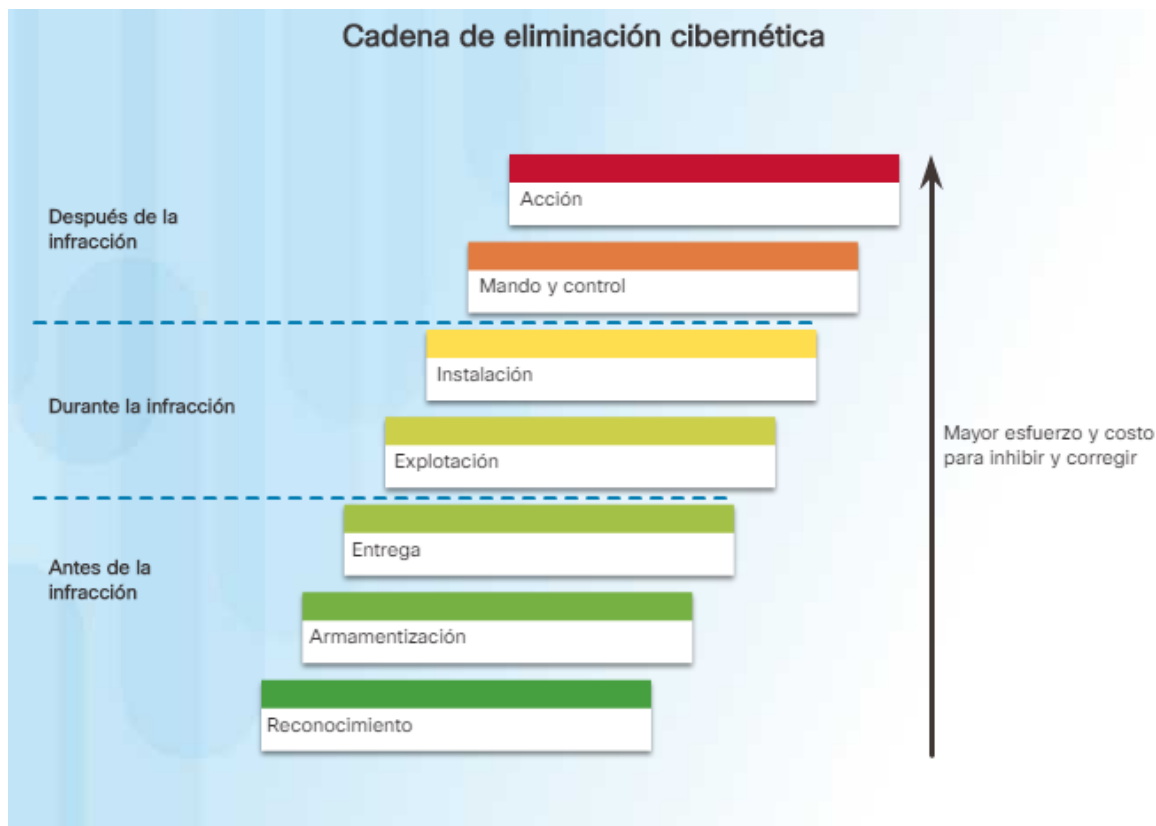 Cadena de eliminación cibernética
Acción
Después de la
infracción
Mando y control
Instalación
Durante la infracción
Explotación
Mayor esfuerzo y costo
para inhibir y corregir
Entrega
Antes de la
infracción
Armamentización
Reconocimiento